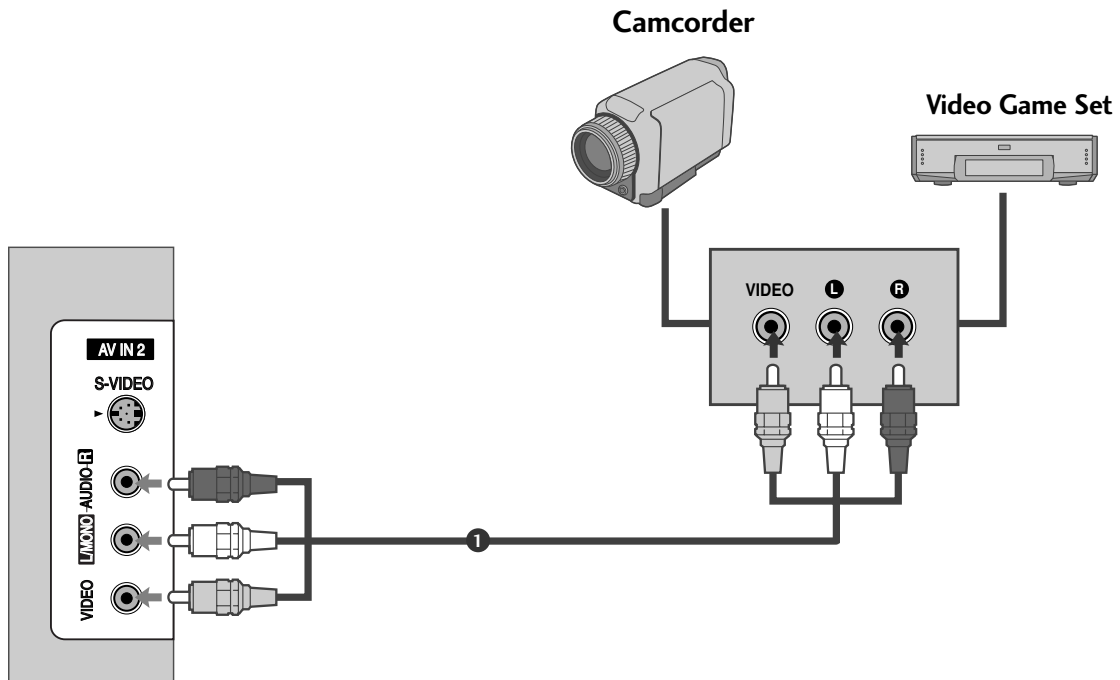 Camcorder
Video Game Set
VIDEO L R
AV IN 2
S-VIDEO
L/MONO-AUDIO-R
VIDEO
1